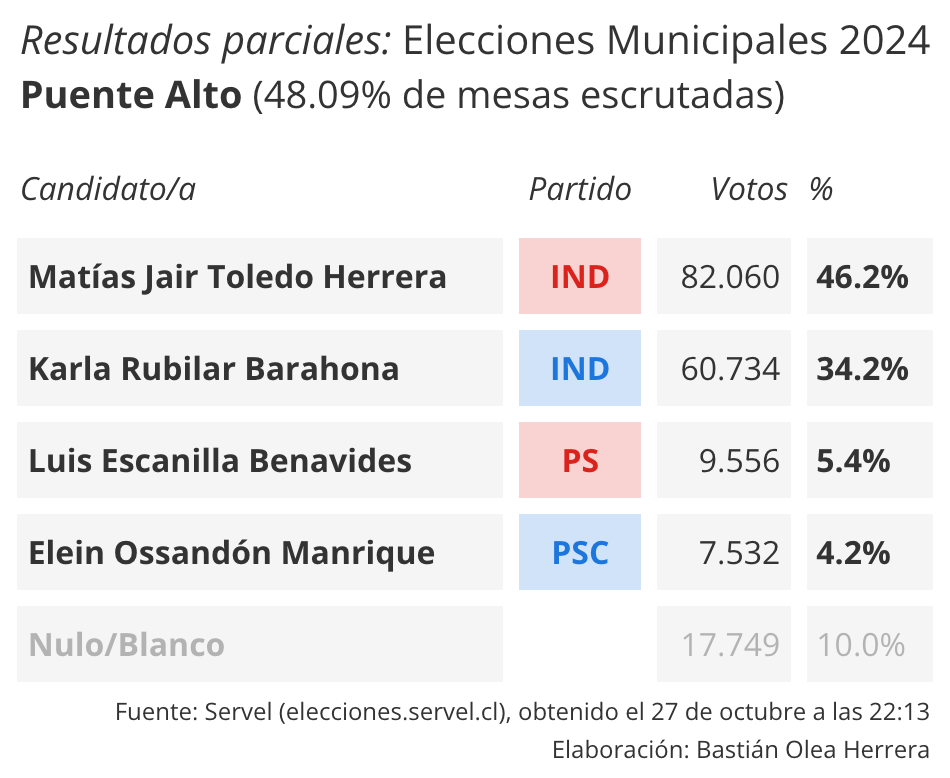 Resultados parciales: Elecciones Municipales 2024
Puente Alto (48.09% de mesas escrutadas)
Candidato/a Partido Votos %
Matías Jair Toledo Herrera IND 82.060 46.2%
Karla Rubilar Barahona IND 60.734 34.2%
Luis Escanilla Benavides PS 9.556 5.4%
Elein Ossandón Manrique PSC 7.532 4.2%
Nulo/Blanco 17.749 10.0%
Fuente: Servel (elecciones.servel.cl), obtenido el 27 de octubre a las 22:13
Elaboración: Bastián Olea Herrera